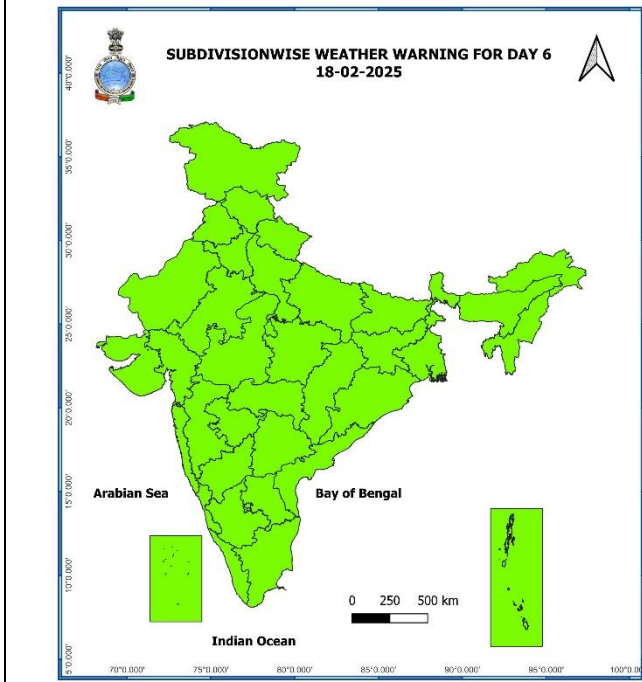 SUBDIVISIONWISE WEATHER WARNING FOR DAY 6
18-02-2025
40°0.000'
35°0.000'
30°0.000'
25°0.000'
20°0.000'
15°0.000'
10°0.000'
5°0.000'
Arabian Sea
Bay of Bengal
0 250 500 km
Indian Ocean
70°0.000' 75°0.000' 80°0.000' 85°0.000' 90°0.000' 95°0.000' 100°0.0